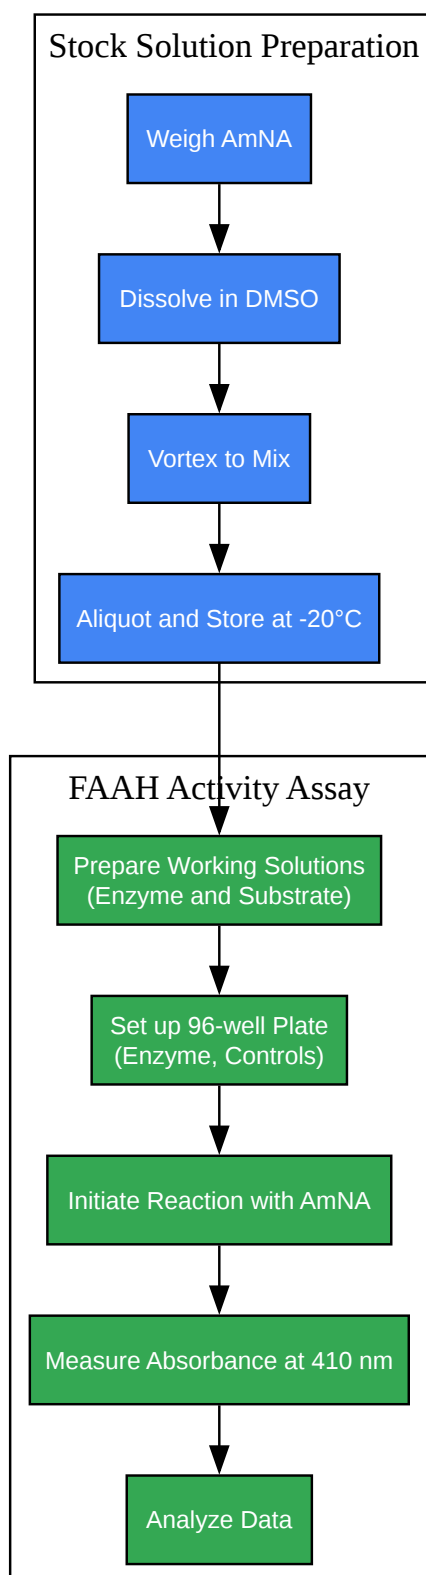 Stock Solution Preparation
Weigh AmNA
Dissolve in DMSO
Vortex to Mix
Aliquot and Store at -20°C
FAAH Activity Assay
Prepare Working Solutions
(Enzyme and Substrate)
Set up 96-well Plate
(Enzyme, Controls)
Initiate Reaction with AmNA
Measure Absorbance at 410 nm
Analyze Data